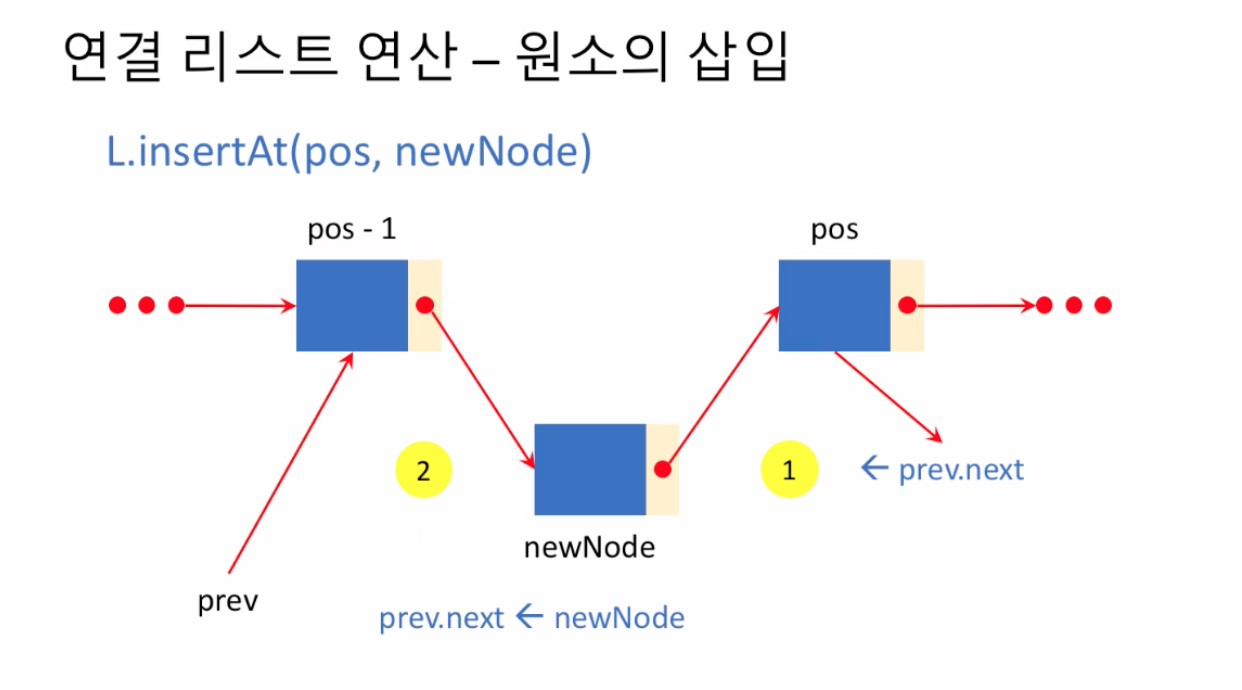 연결 리스트 연산 – 원소의 삽입
L.insertAt(pos, newNode)
pos - 1
pos
2
1
← prev.next
newNode
prev
prev.next ← newNode